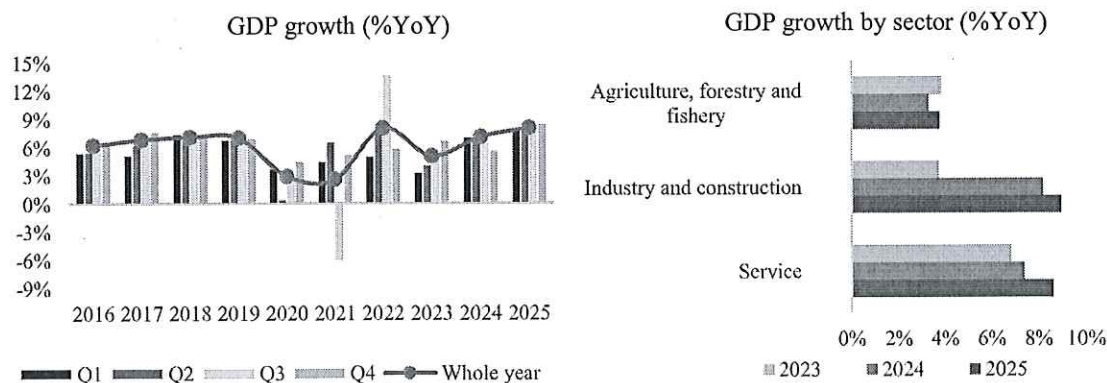 GDP growth (%YoY)
15%
12%
9%
6%
3%
0%
-3%
-6%
-9%
2016 2017 2018 2019 2020 2021 2022 2023 2024 2025
Q1 Q2 Q3 Q4 Whole year
GDP growth by sector (%YoY)
Agriculture, forestry and
fishery
Industry and construction
Service
0% 2% 4% 6% 8% 10%
2023 2024 2025